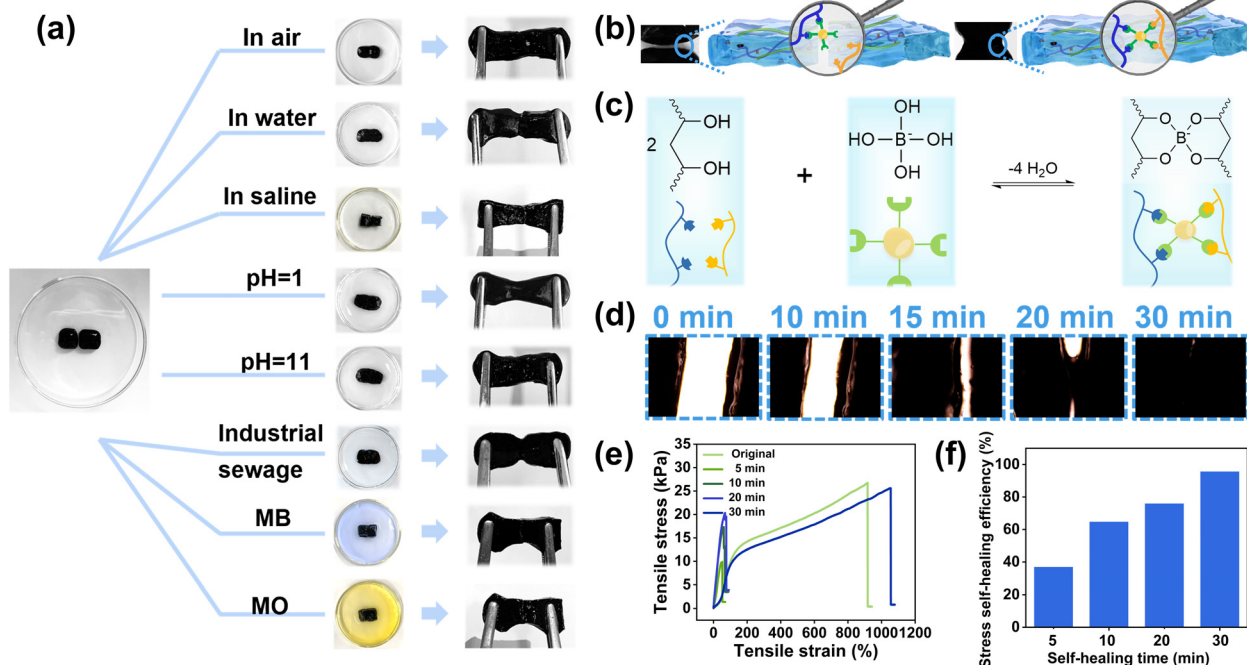 (a)
In air
In water
In saline
pH=1
pH=11
Industrial
sewage
MB
MO
(b)
(c)
2
OH
OH
+
OH
HO B⁻ OH
OH
-4 H₂O
O O
B⁻
O O
(d)
0 min 10 min 15 min 20 min 30 min
(e)
Tensile stress (kPa)
35
30
25
20
15
10
5
0
Original
5 min
10 min
20 min
30 min
0 200 400 600 800 1000 1200
Tensile strain (%)
(f)
Stress self-healing efficiency (%)
100
80
60
40
20
0
5 10 20 30
Self-healing time (min)